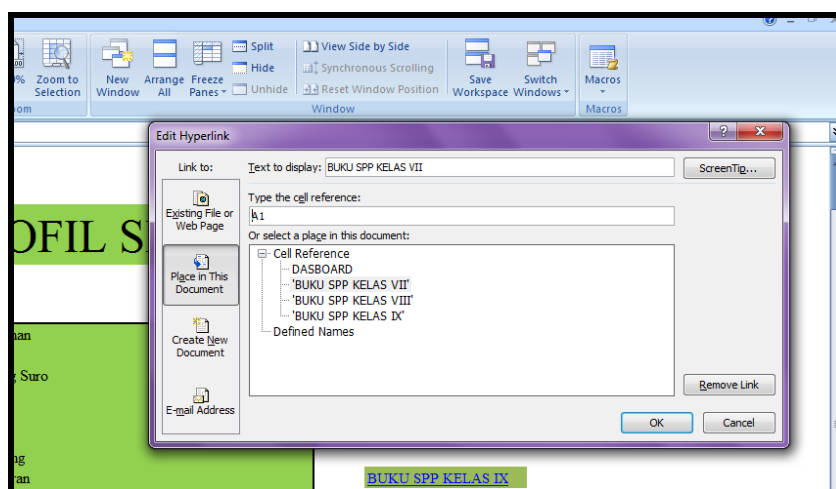 Split
View Side by Side
Hide
Synchronous Scrolling
Unhide
Reset Window Position
Zoom to
Selection
New
Window
Arrange
All
Freeze
Panes
Save
Workspace
Switch
Windows
Macros
Window
Macros
Edit Hyperlink
Link to:
Text to display: BUKU SPP KELAS VII
ScreenTip...
Existing File or
Web Page
Type the cell reference:
A1
Or select a place in this document:
Place in This
Document
Cell Reference
DASBOARD
'BUKU SPP KELAS VII'
'BUKU SPP KELAS VIII'
'BUKU SPP KELAS IX'
Defined Names
Create New
Document
E-mail Address
Remove Link
OK
Cancel
OFIL S
nan
g Suro
ng
ran
BUKU SPP KELAS IX